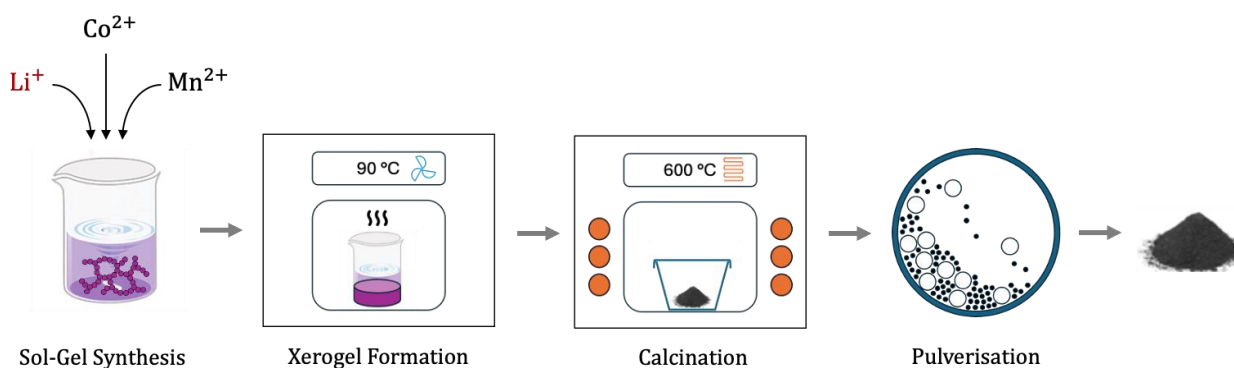 Co²⁺
Li⁺
Mn²⁺
90 ºC
600 ºC
Sol-Gel Synthesis
Xerogel Formation
Calcination
Pulverisation